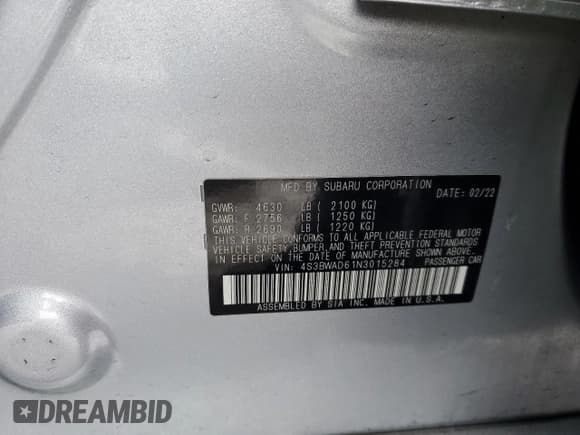 MFD BY SUBARU CORPORATION
DATE: 02/22
GVWR: 4630 LB ( 2100 KG)
GAWR: F 2756 LB ( 1250 KG)
GAWR: R 2690 LB ( 1220 KG)
THIS VEHICLE CONFORMS TO ALL APPLICABLE FEDERAL MOTOR
VEHICLE SAFETY,BUMPER,AND THEFT PREVENTION STANDARDS
IN EFFECT ON THE DATE OF MANUFACTURE SHOWN ABOVE.
VIN: 4S3BWAD61N3015284 PASSENGER CAR
ASSEMBLED BY SIA INC. MADE IN U.S.A.
DREAMBID